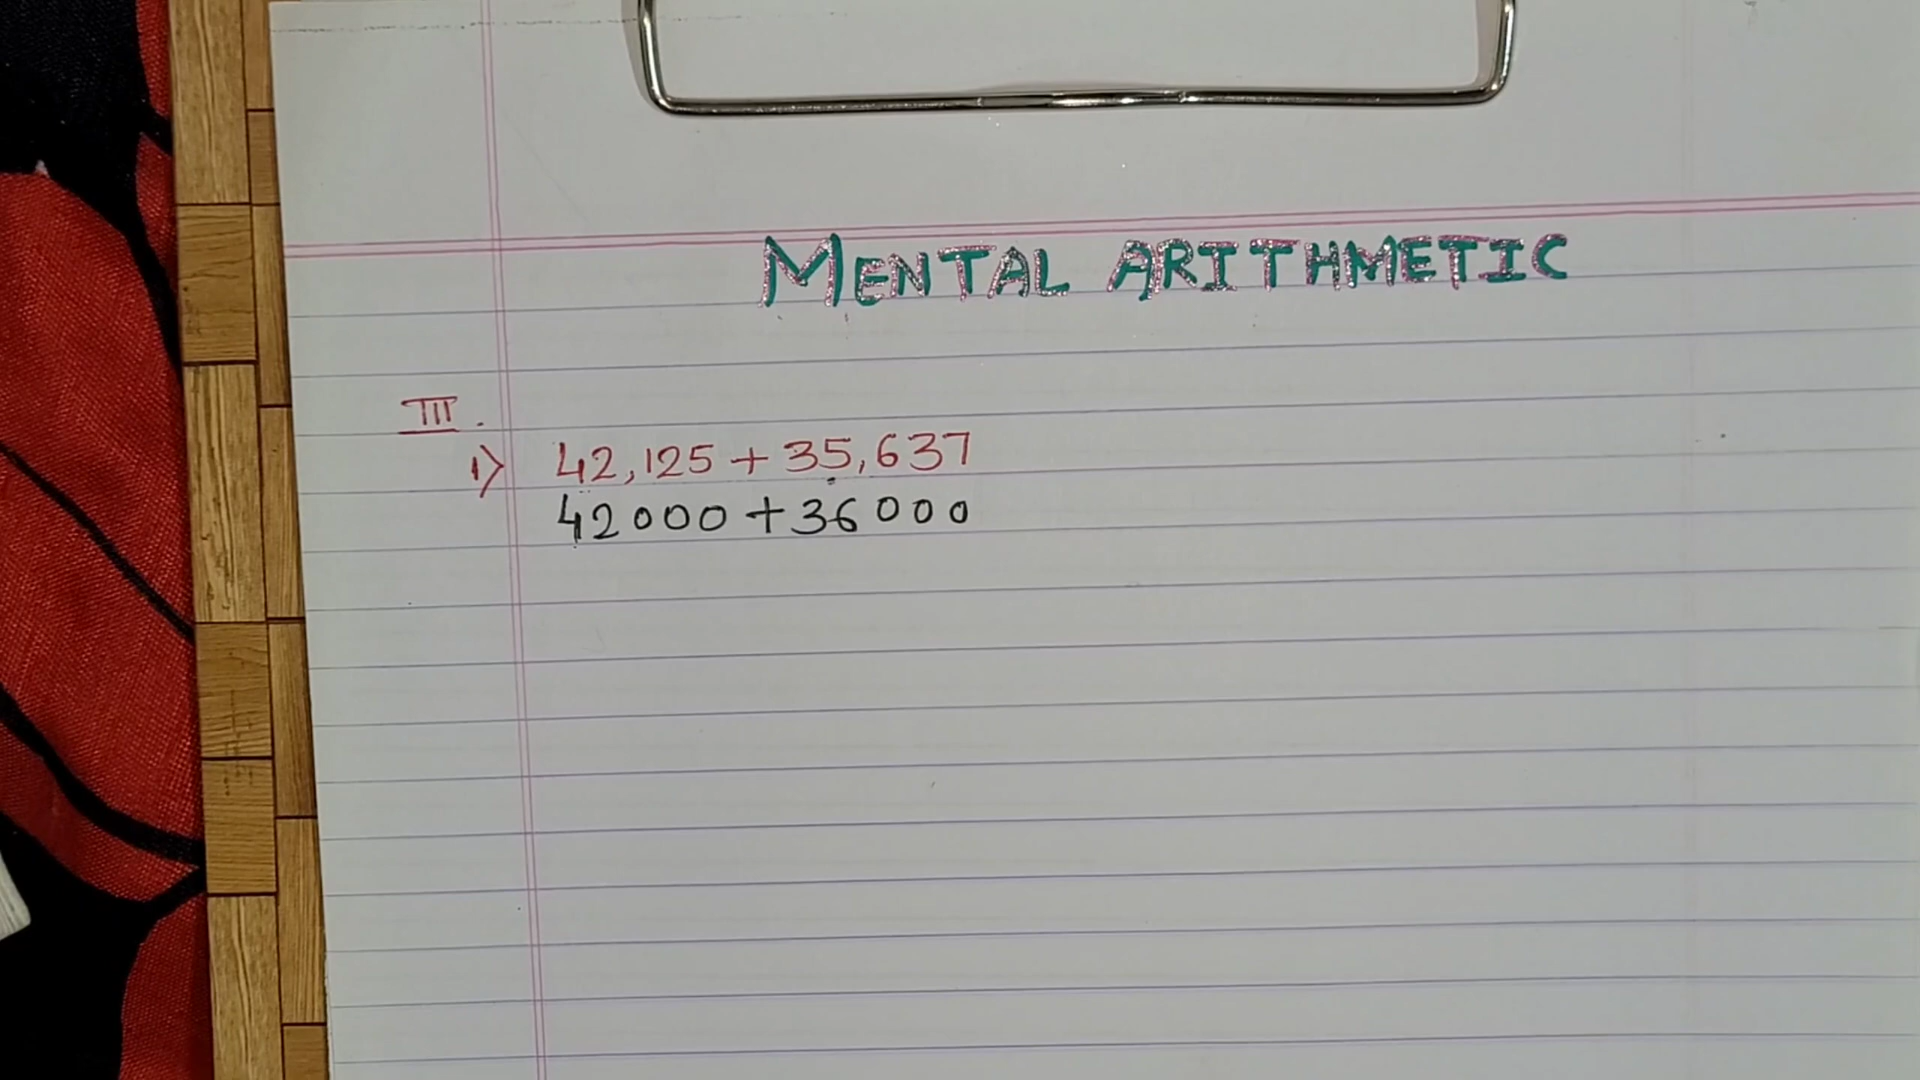 MENTAL ARITHMETIC
III.
1) 42,125 + 35,637
42000 + 36000